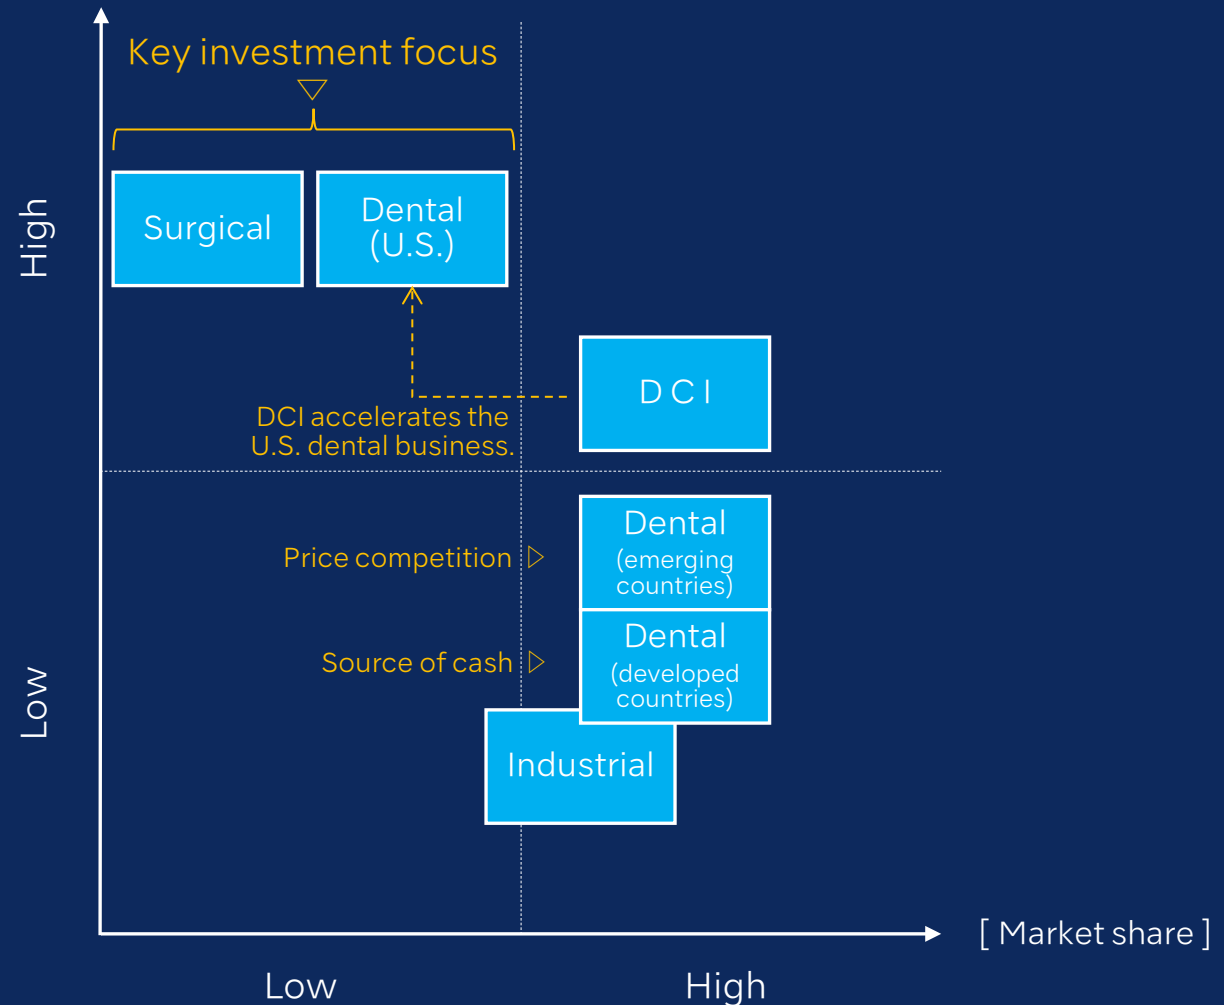 Key investment focus
High
Surgical
Dental
(U.S.)
D C I
DCI accelerates the
U.S. dental business.
Dental
(emerging
countries)
Price competition
Dental
(developed
countries)
Source of cash
Low
Industrial
[ Market share ]
Low
High